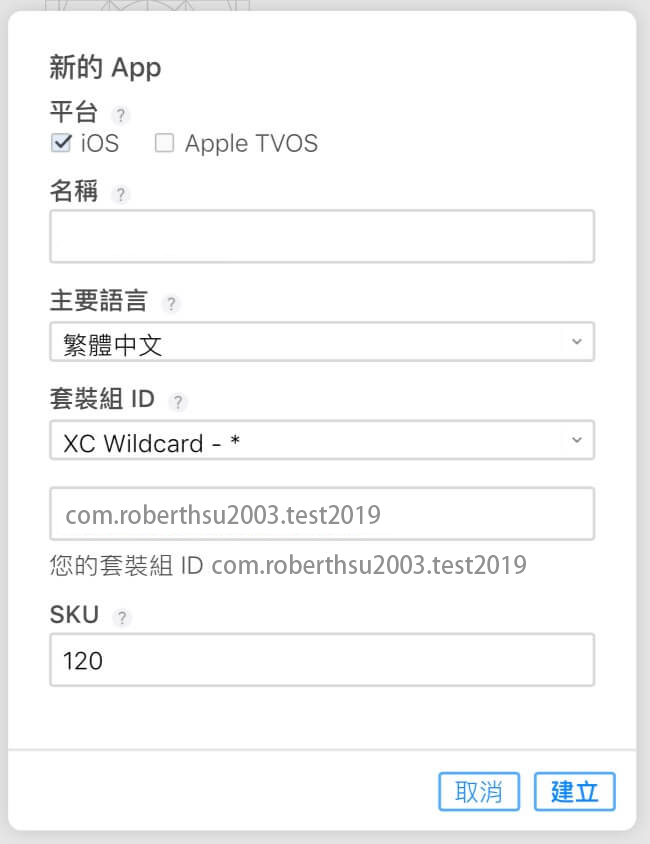 新的 App
平台 ?
iOS Apple TVOS
名稱 ?
主要語言 ?
繁體中文
套裝組 ID ?
XC Wildcard - *
com.roberthsu2003.test2019
您的套裝組 ID com.roberthsu2003.test2019
SKU ?
120
取消 建立